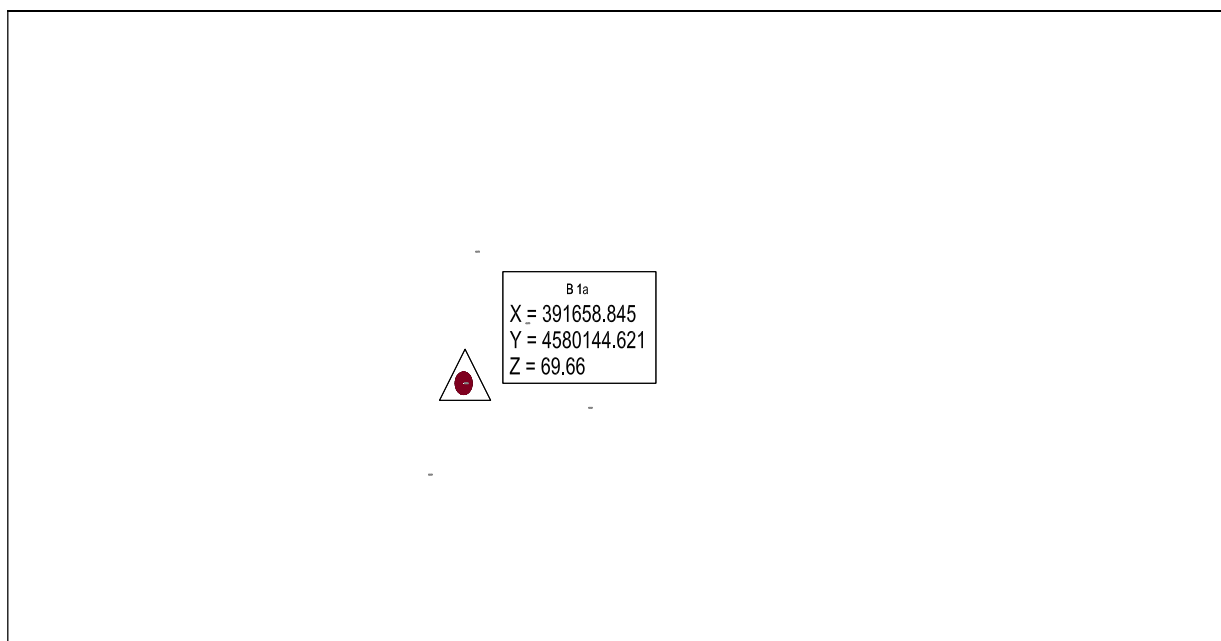 B 1a
X = 391658.845
Y = 4580144.621
Z = 69.66